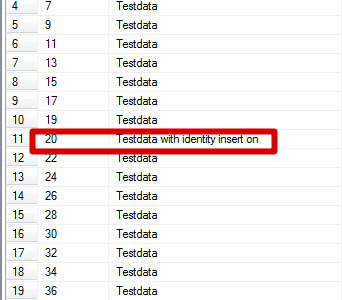 4 7 Testdata
5 9 Testdata
6 11 Testdata
7 13 Testdata
8 15 Testdata
9 17 Testdata
10 19 Testdata
11 20 Testdata with identity insert on
12 22 Testdata
13 24 Testdata
14 26 Testdata
15 28 Testdata
16 30 Testdata
17 32 Testdata
18 34 Testdata
19 36 Testdata